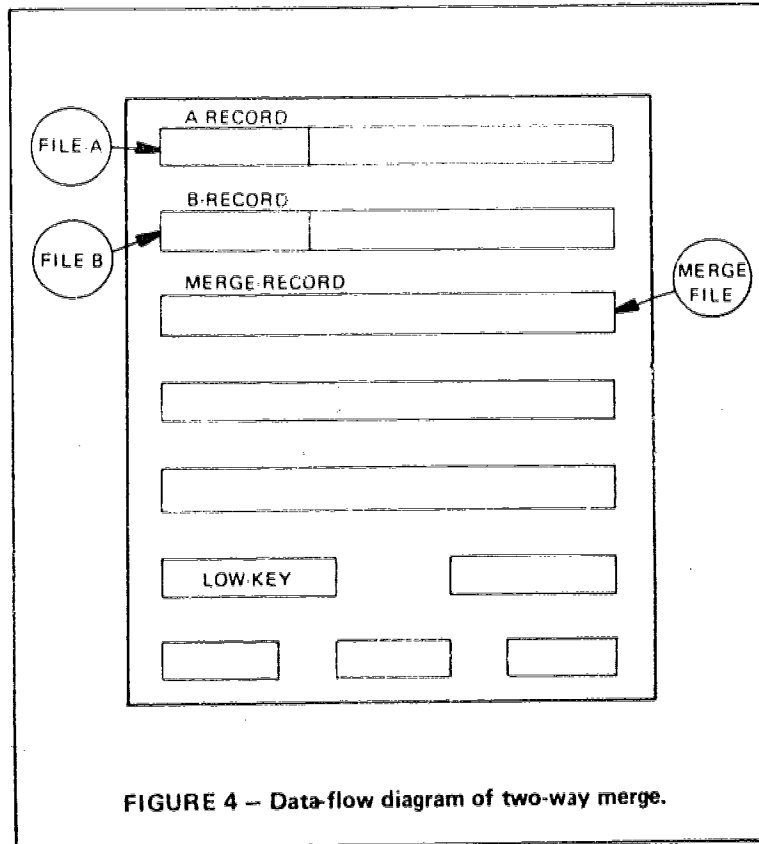 A RECORD
FILE-A
B-RECORD
FILE B
MERGE-RECORD
MERGE
FILE
LOW-KEY
FIGURE 4 – Data-flow diagram of two-way merge.